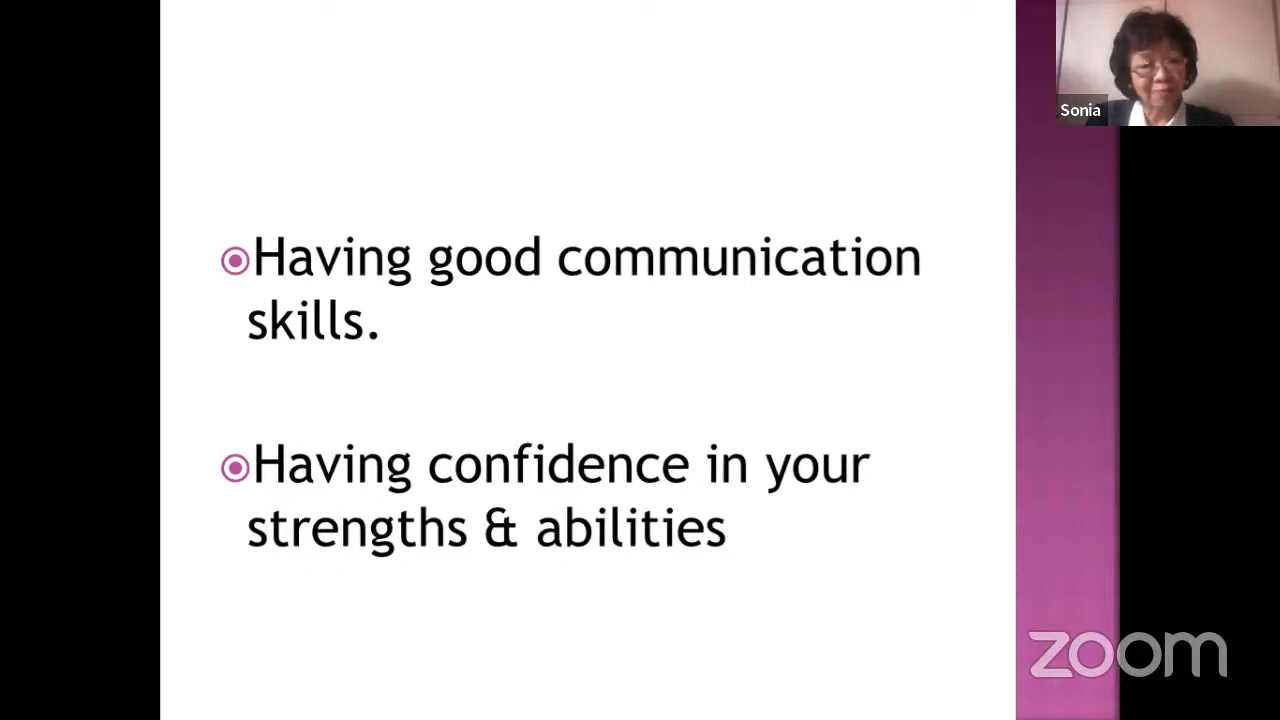 Sonia
Having good communication
skills.
Having confidence in your
strengths & abilities
zoom